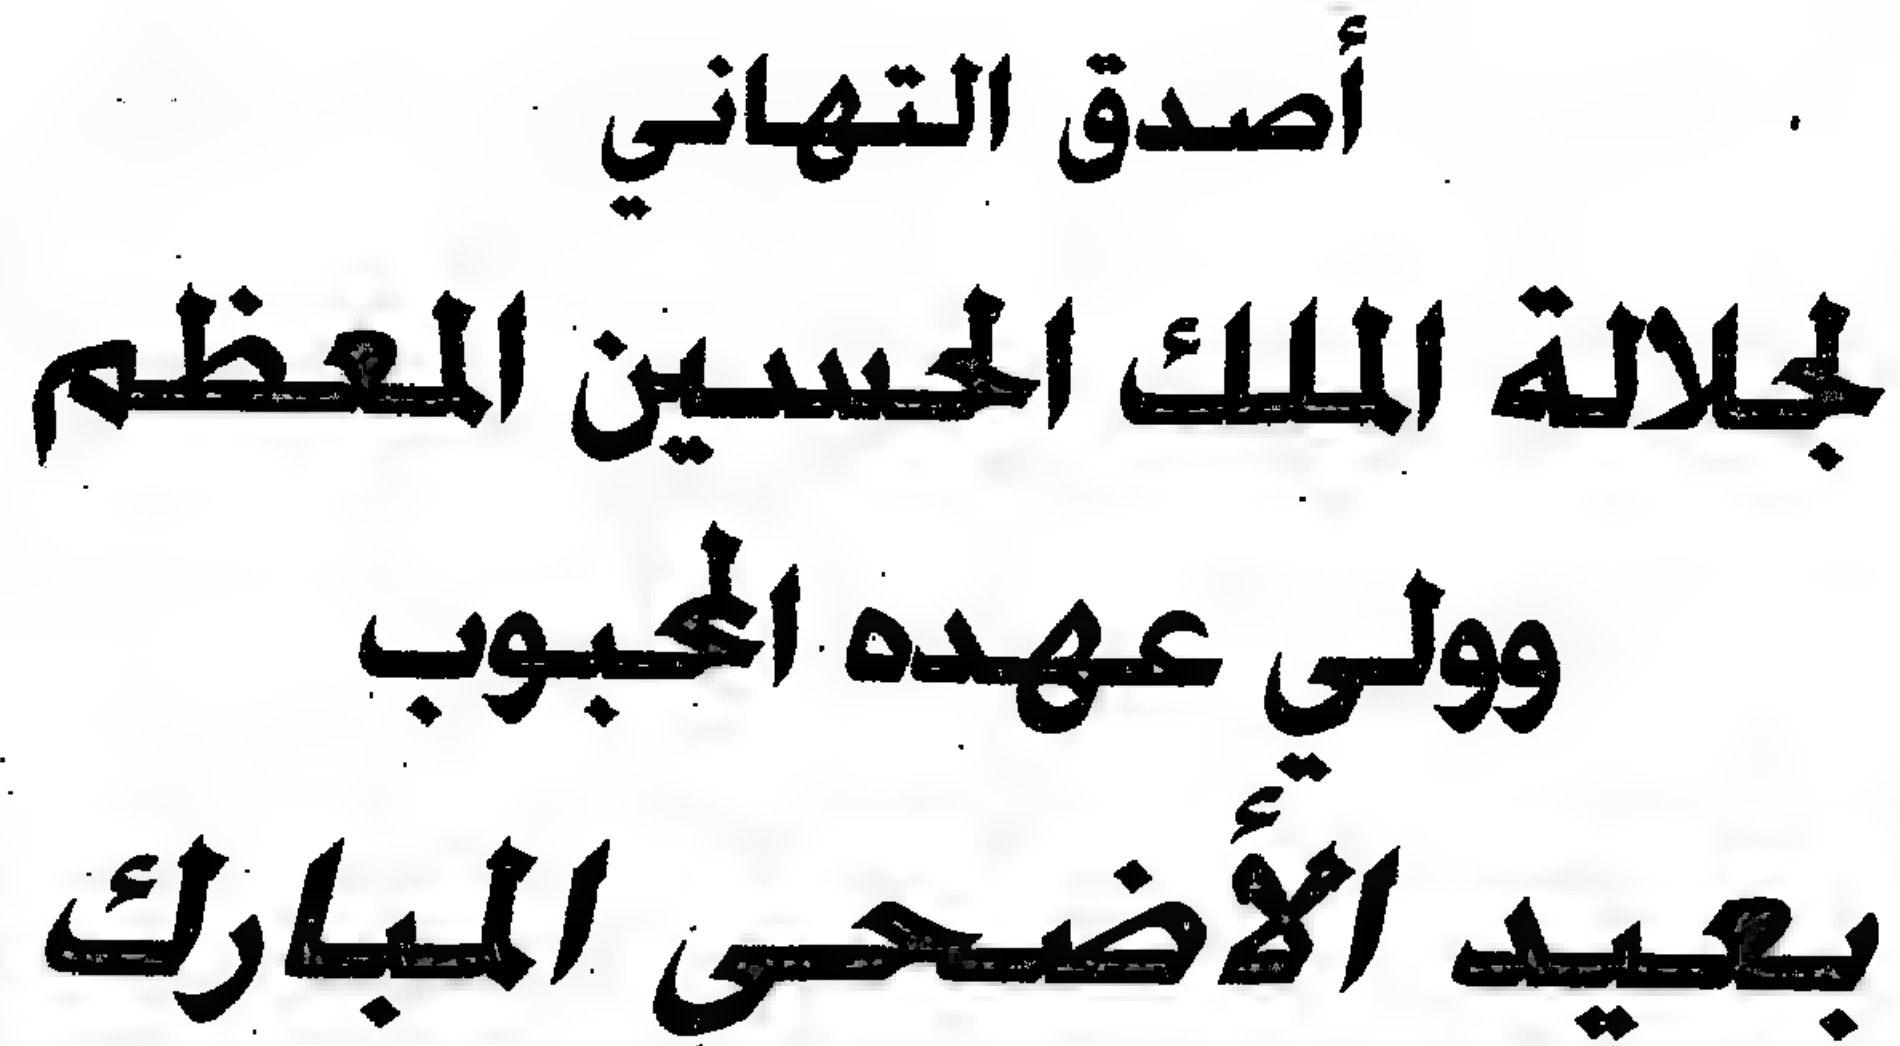 أصدق التهاني
لجلالة الملك الحسين المعظم
وولي عهده المحبوب
بعيد الأضحى المبارك